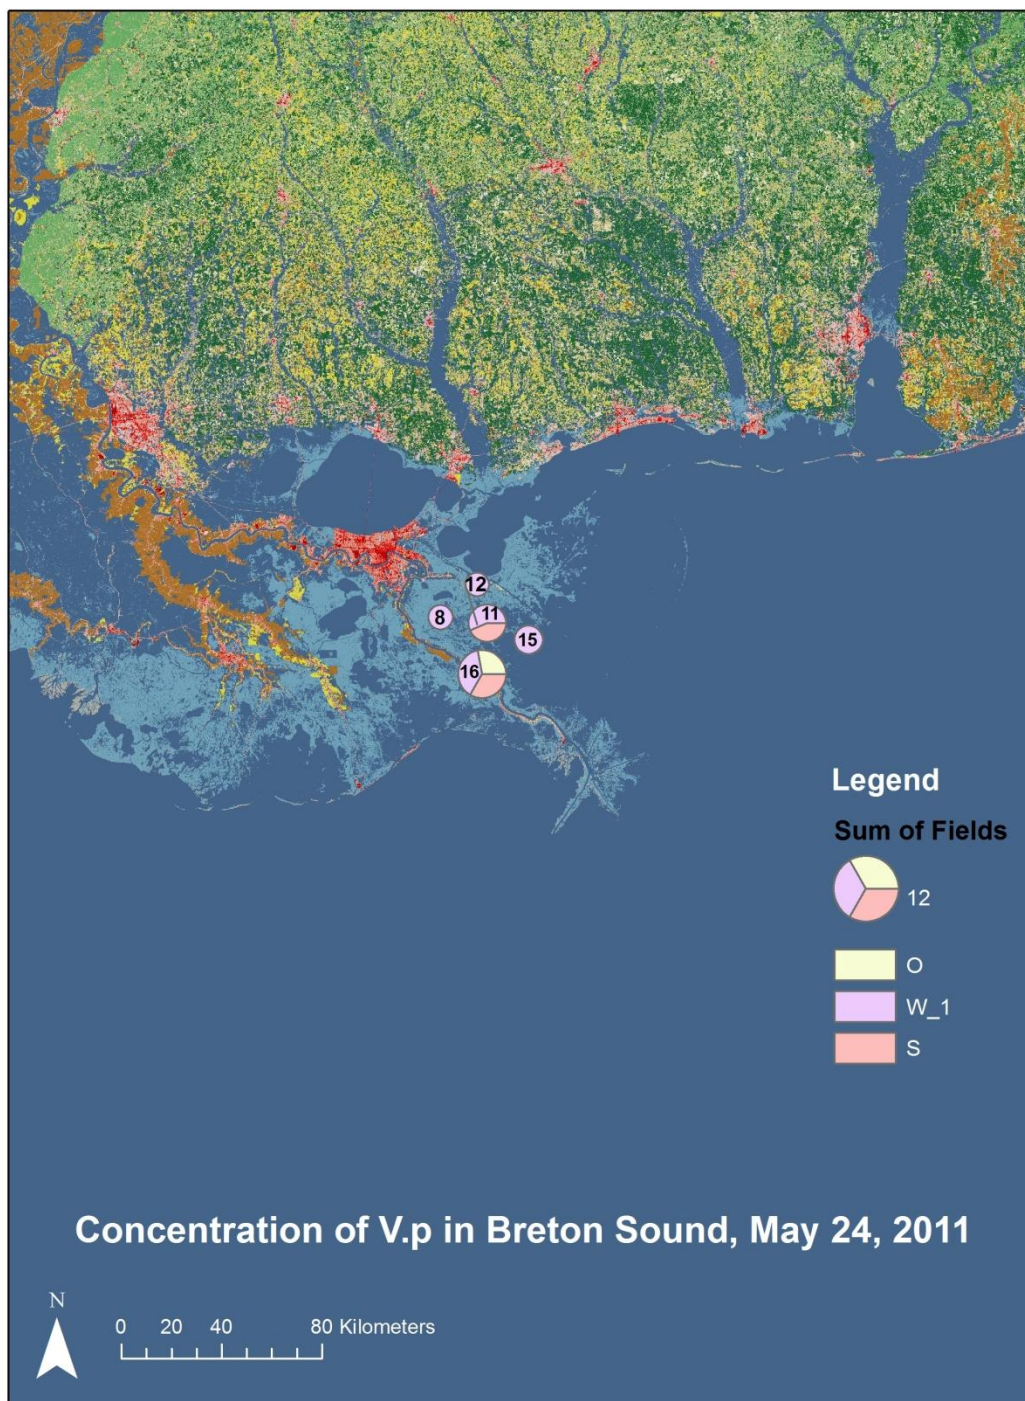 12
8
11
15
16
Legend
Sum of Fields
12
O
W_1
S
Concentration of V.p in Breton Sound, May 24, 2011
N
0 20 40 80 Kilometers